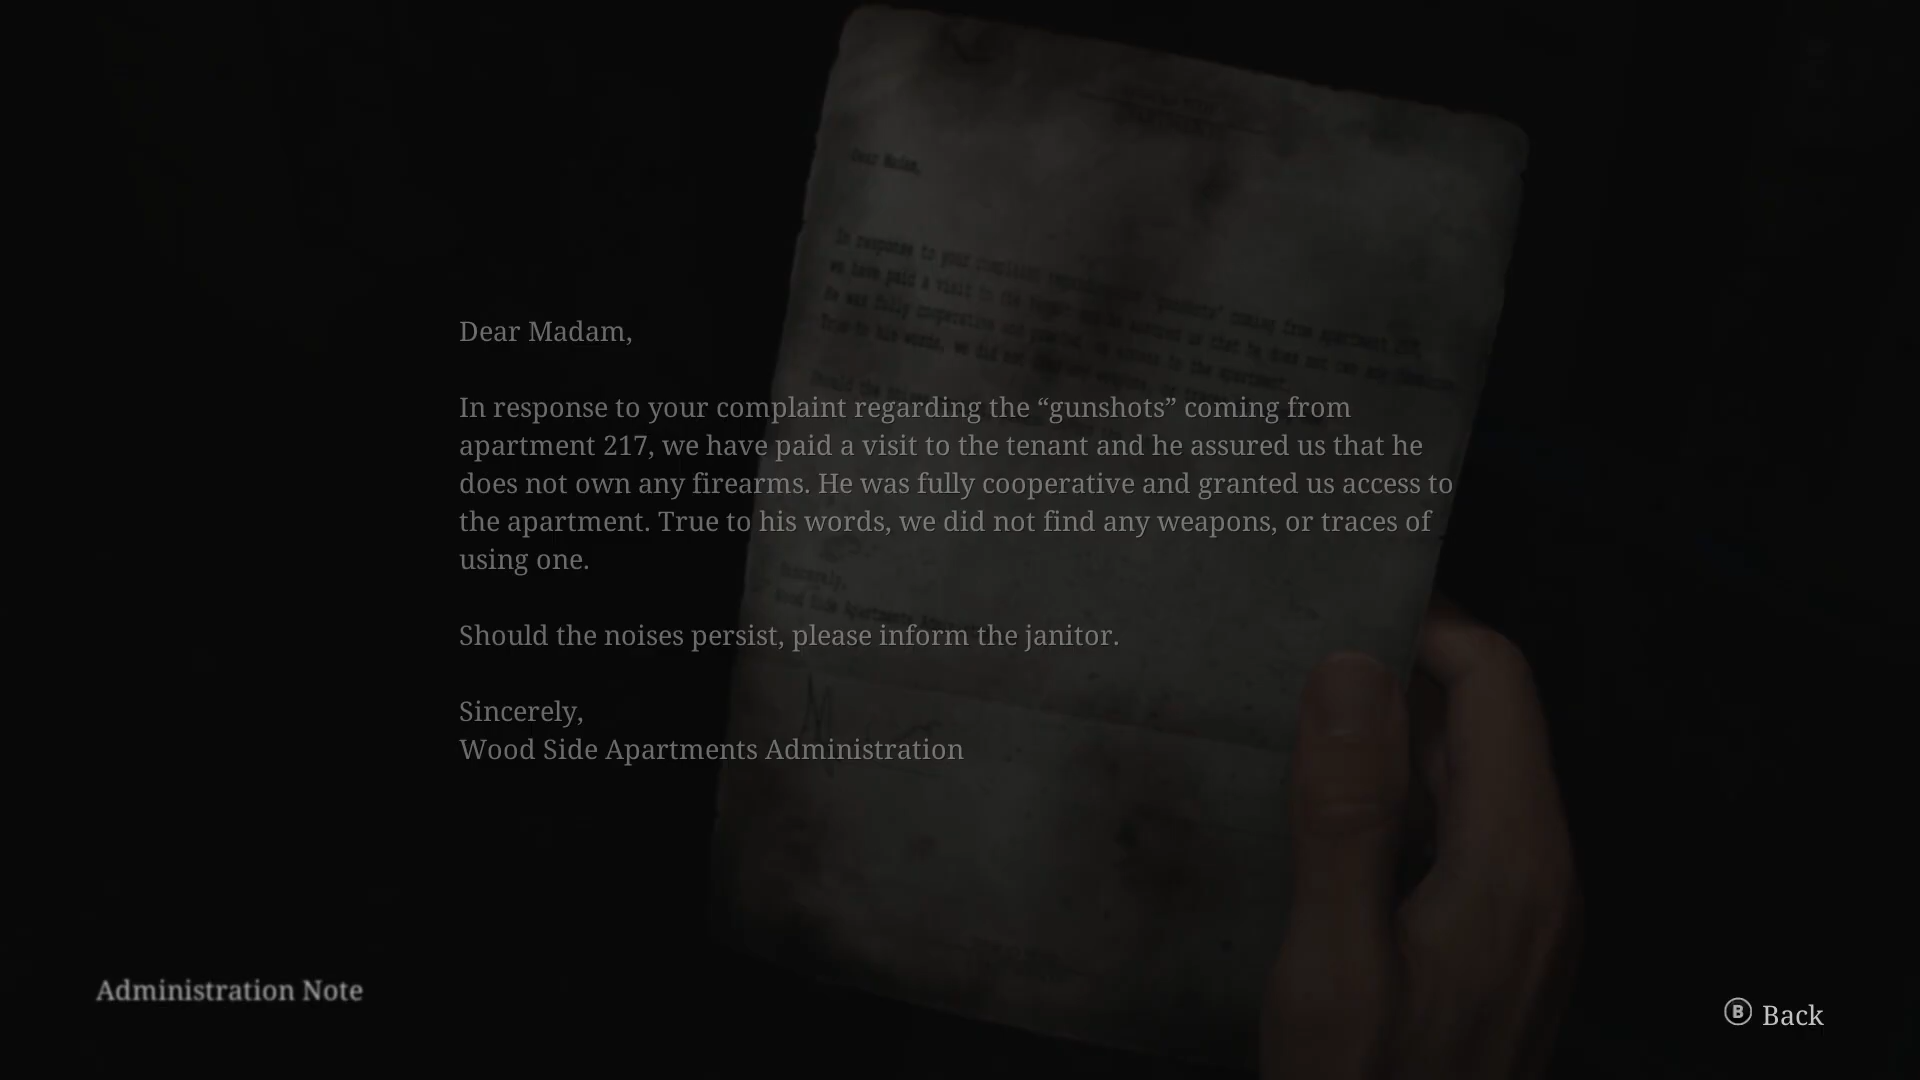 Dear Madam,
In response to your complaint regarding the “gunshots” coming from
apartment 217, we have paid a visit to the tenant and he assured us that he
does not own any firearms. He was fully cooperative and granted us access to
the apartment. True to his words, we did not find any weapons, or traces of
using one.
Should the noises persist, please inform the janitor.
Sincerely,
Wood Side Apartments Administration
Administration Note
B Back